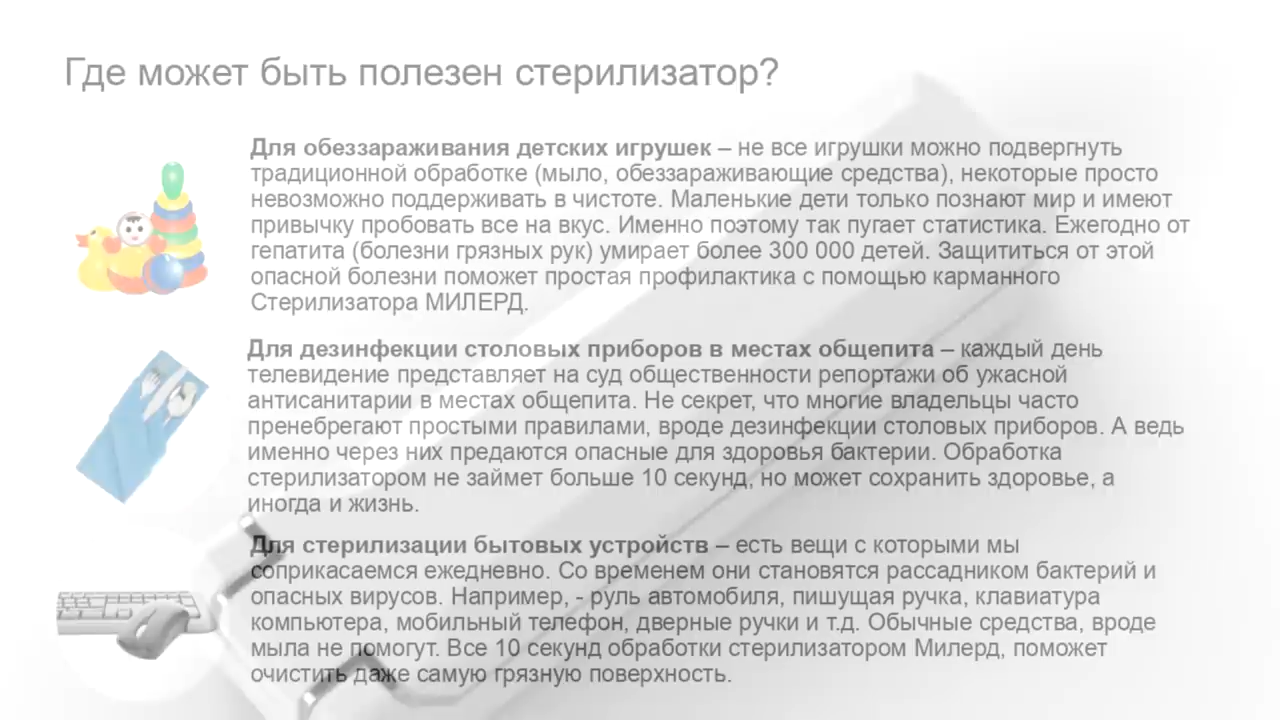 Где может быть полезен стерилизатор?
Для обеззараживания детских игрушек – не все игрушки можно подвергнуть
традиционной обработке (мыло, обеззараживающие средства), некоторые просто
невозможно поддерживать в чистоте. Маленькие дети только познают мир и имеют
привычку пробовать все на вкус. Именно поэтому так пугает статистика. Ежегодно от
гепатита (болезни грязных рук) умирает более 300 000 детей. Защититься от этой
опасной болезни поможет простая профилактика с помощью карманного
Стерилизатора МИЛЕРД.
Для дезинфекции столовых приборов в местах общепита – каждый день
телевидение представляет на суд общественности репортажи об ужасной
антисанитарии в местах общепита. Не секрет, что многие владельцы часто
пренебрегают простыми правилами, вроде дезинфекции столовых приборов. А ведь
именно через них предаются опасные для здоровья бактерии. Обработка
стерилизатором не займет больше 10 секунд, но может сохранить здоровье, а
иногда и жизнь.
Для стерилизации бытовых устройств – есть вещи с которыми мы
соприкасаемся ежедневно. Со временем они становятся рассадником бактерий и
опасных вирусов. Например, - руль автомобиля, пишущая ручка, клавиатура
компьютера, мобильный телефон, дверные ручки и т.д. Обычные средства, вроде
мыла не помогут. Все 10 секунд обработки стерилизатором Милерд, поможет
очистить даже самую грязную поверхность.